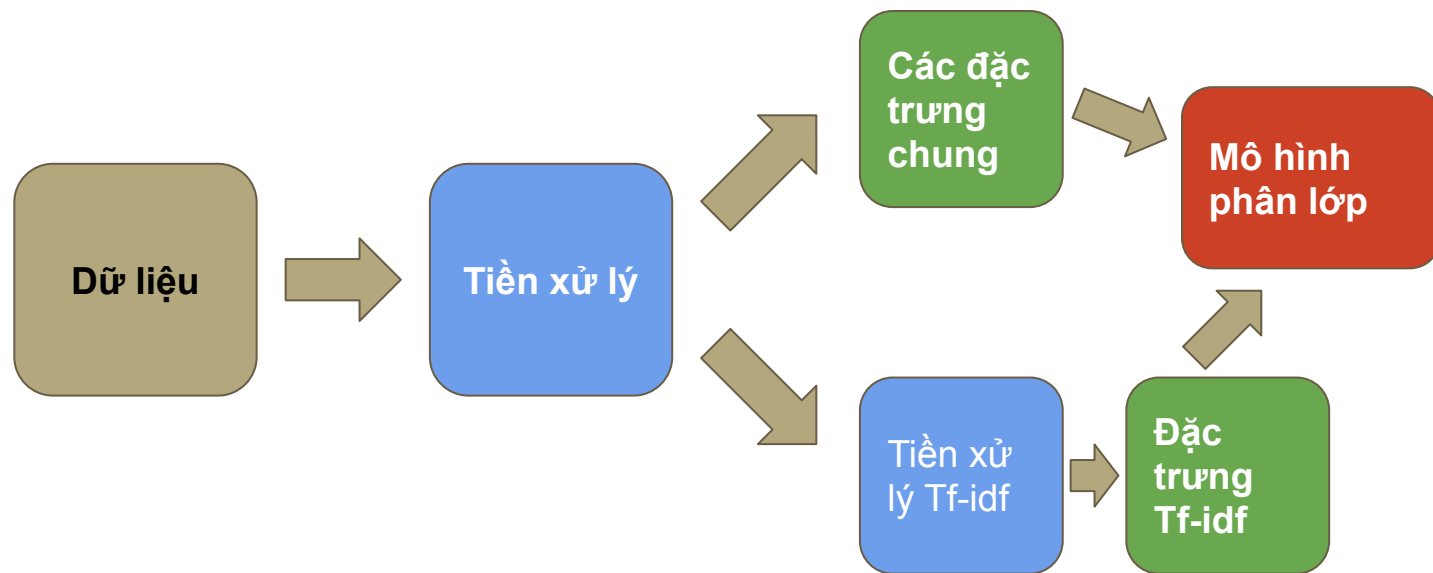 Dữ liệu
Tiền xử lý
Các đặc
trưng
chung
Mô hình
phân lớp
Tiền xử
lý Tf-idf
Đặc
trưng
Tf-idf